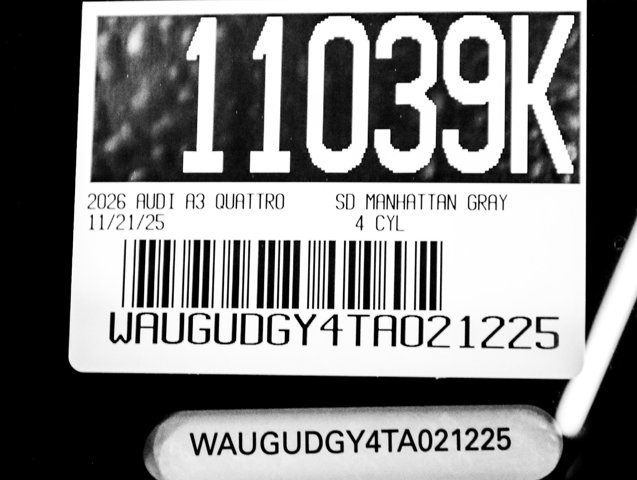 11039K
2026 AUDI A3 QUATTRO SD MANHATTAN GRAY
11/21/25 4 CYL
WAUGUDGY4TA021225
WAUGUDGY4TA021225